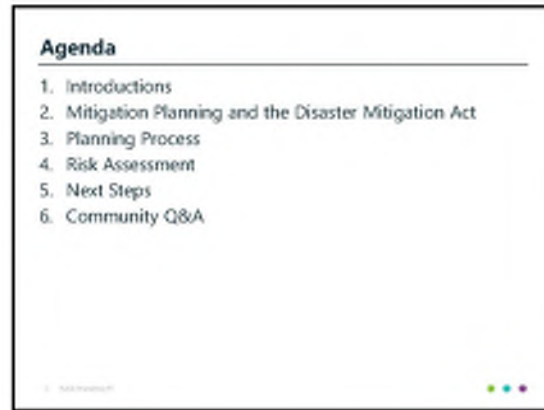 Agenda
1. Introductions
2. Mitigation Planning and the Disaster Mitigation Act
3. Planning Process
4. Risk Assessment
5. Next Steps
6. Community Q&A